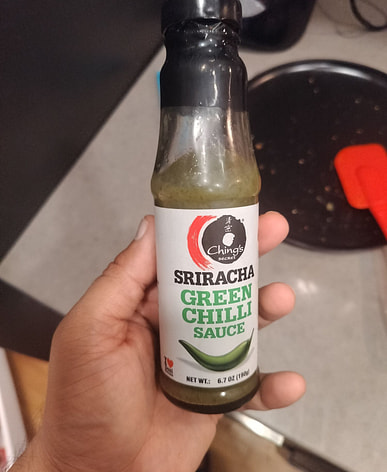 Ching's
SECRET
SRIRACHA
GREEN
CHILLI
SAUCE
NET WT.: 6.7 OZ (190g)